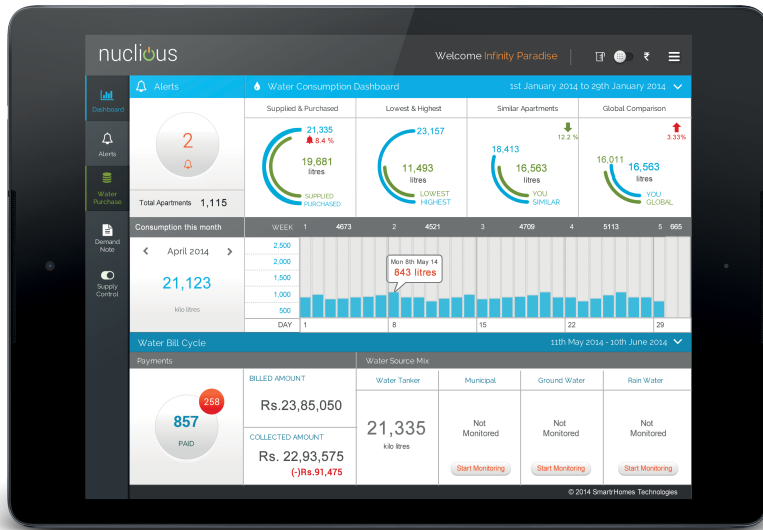 nuclious
Welcome Infinity Paradise
₹
Dashboard
Alerts
Water Purchase
Demand Note
Supply Control
Alerts
2
Total Apartments 1,115
Water Consumption Dashboard
1st January 2014 to 29th January 2014
Supplied & Purchased
21,335
8.4 %
19,681
litres
SUPPLIED
PURCHASED
Lowest & Highest
23,157
11,493
litres
LOWEST
HIGHEST
Similar Apartments
12.2 %
18,413
16,563
litres
YOU
SIMILAR
Global Comparison
3.33%
16,011
16,563
litres
YOU
GLOBAL
Consumption this month
April 2014
21,123
kilo litres
WEEK 1 4673 2 4521 3 4709 4 5113 5 665
2,500
2,000
1,500
1,000
500
Mon 8th May 14
843 litres
DAY 1 8 15 22 29
Water Bill Cycle
11th May 2014 - 10th June 2014
Payments
258
857
PAID
BILLED AMOUNT
Rs.23,85,050
COLLECTED AMOUNT
Rs. 22,93,575
(-)Rs.91,475
Water Source Mix
Water Tanker
21,335
kilo litres
Municipal
Not
Monitored
Start Monitoring
Ground Water
Not
Monitored
Start Monitoring
Rain Water
Not
Monitored
Start Monitoring
© 2014 SmartrHomes Technologies